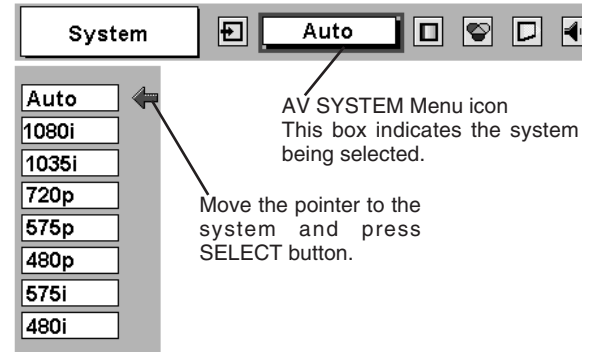 System
Auto
AV SYSTEM Menu icon
This box indicates the system
being selected.
Auto
1080i
1035i
720p
575p
480p
575i
480i
Move the pointer to the
system and press
SELECT button.